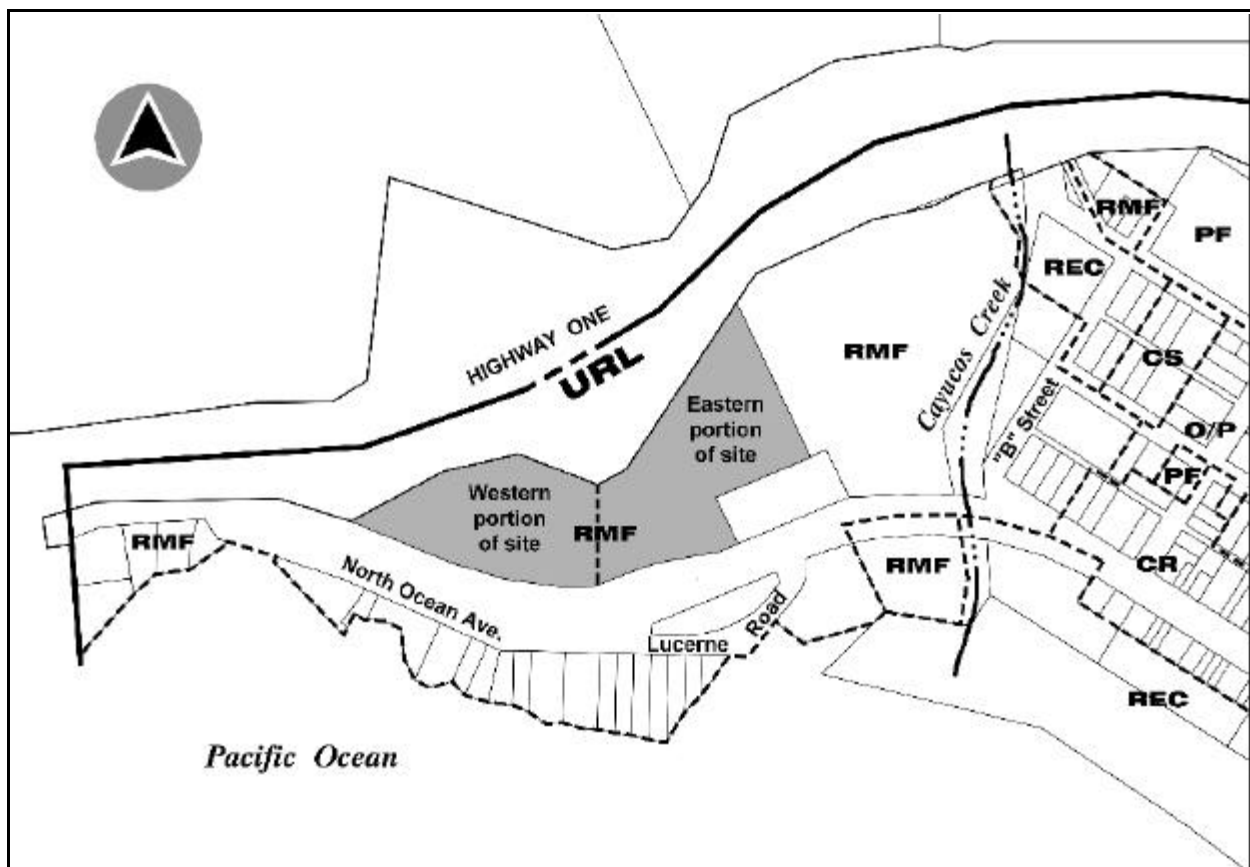 RMF
PF
REC
HIGHWAY ONE
URL
Cayucos Creek
RMF
CS
"B" Street
O/P
Eastern
portion
of site
PF
Western
portion
of site
RMF
RMF
RMF
CR
North Ocean Ave.
Road
Lucerne
REC
Pacific Ocean